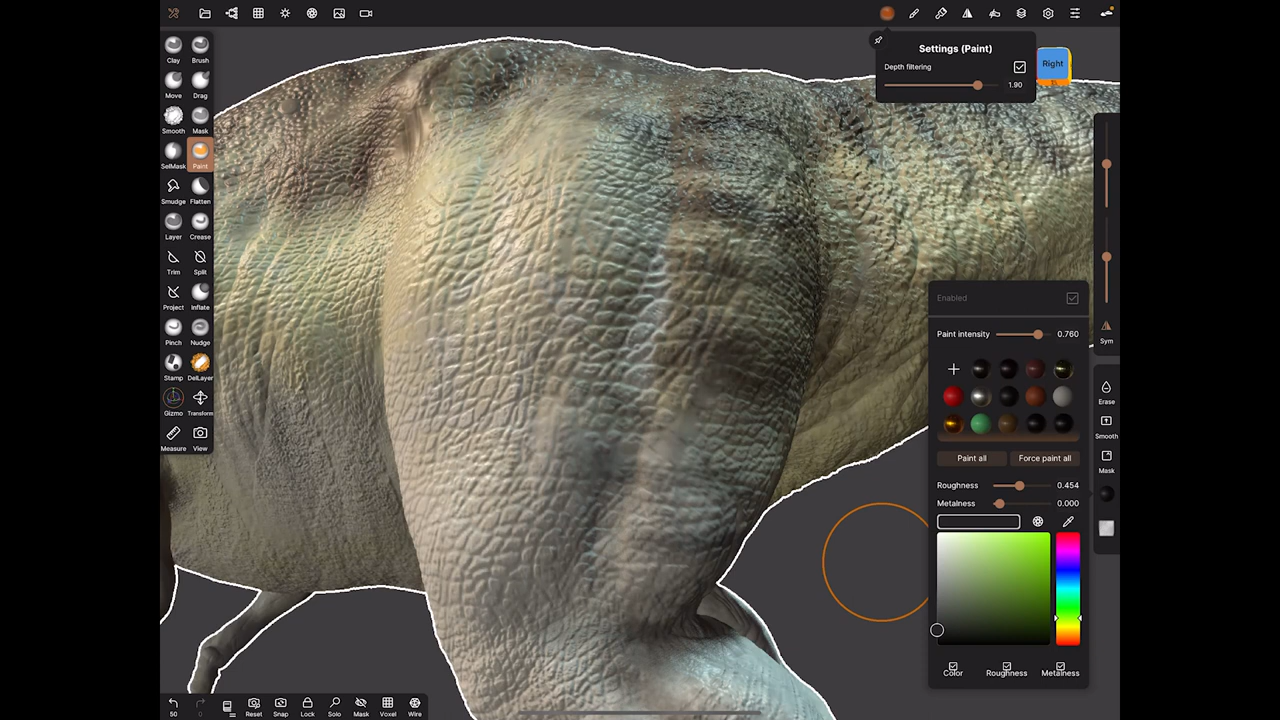 Settings (Paint)
Depth filtering
1.90
Right
Clay Brush
Move Drag
Smooth Mask
SelMask Paint
Smudge Flatten
Layer Crease
Trim Split
Project Inflate
Pinch Nudge
Stamp DelLayer
Gizmo Transform
Measure View
Sym
Erase
Smooth
Mask
Enabled
Paint intensity 0.760
Paint all Force paint all
Roughness 0.454
Metalness 0.000
Color Roughness Metalness
50 0 Reset Snap Lock Solo Mask Voxel Wire